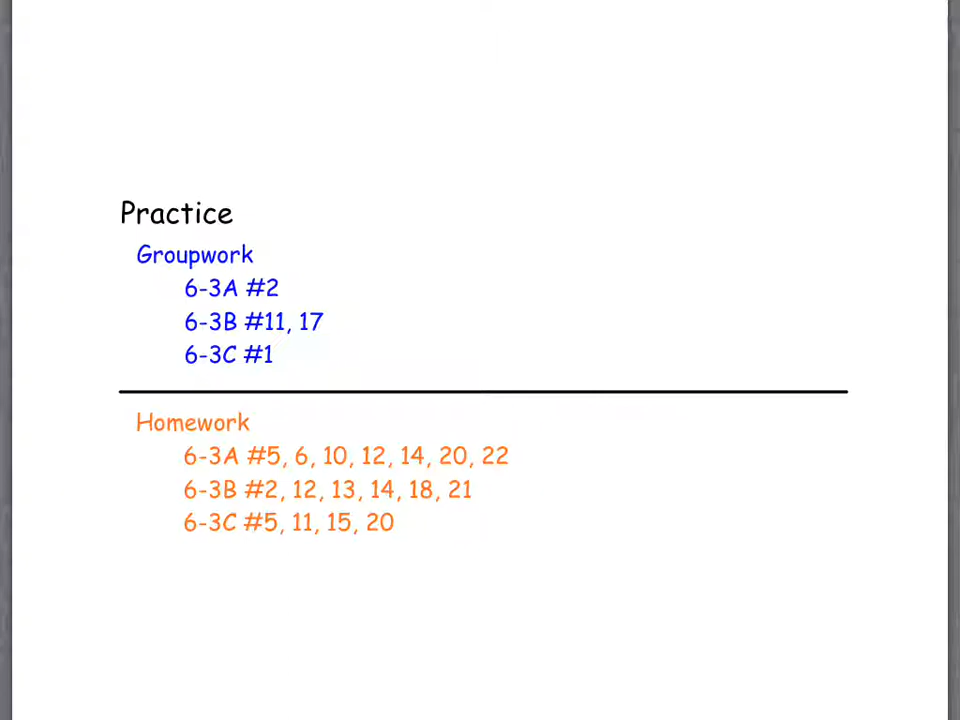 Practice
Groupwork
6-3A #2
6-3B #11, 17
6-3C #1
Homework
6-3A #5, 6, 10, 12, 14, 20, 22
6-3B #2, 12, 13, 14, 18, 21
6-3C #5, 11, 15, 20